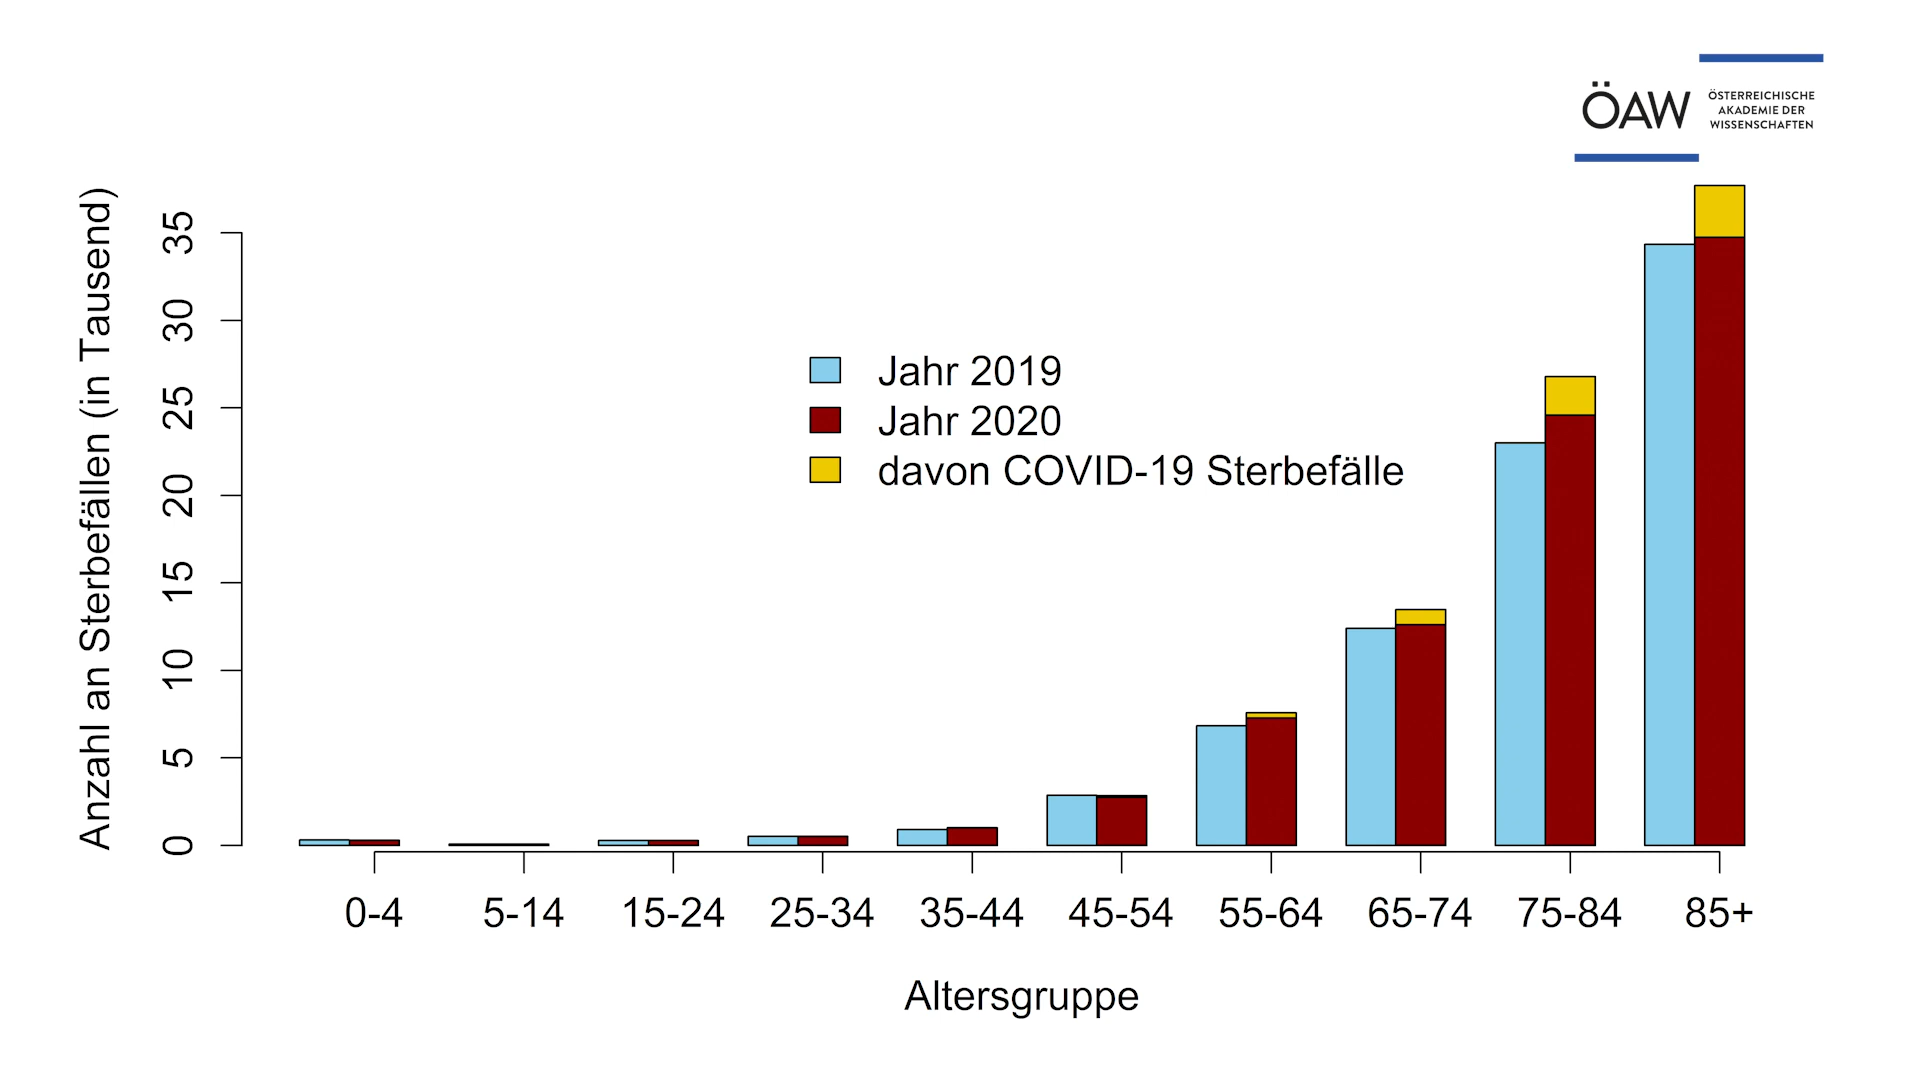 ÖAW
ÖSTERREICHISCHE
AKADEMIE DER
WISSENSCHAFTEN
Anzahl an Sterbefällen (in Tausend)
35
30
25
20
15
10
5
0
Jahr 2019
Jahr 2020
davon COVID-19 Sterbefälle
0-4 5-14 15-24 25-34 35-44 45-54 55-64 65-74 75-84 85+
Altersgruppe